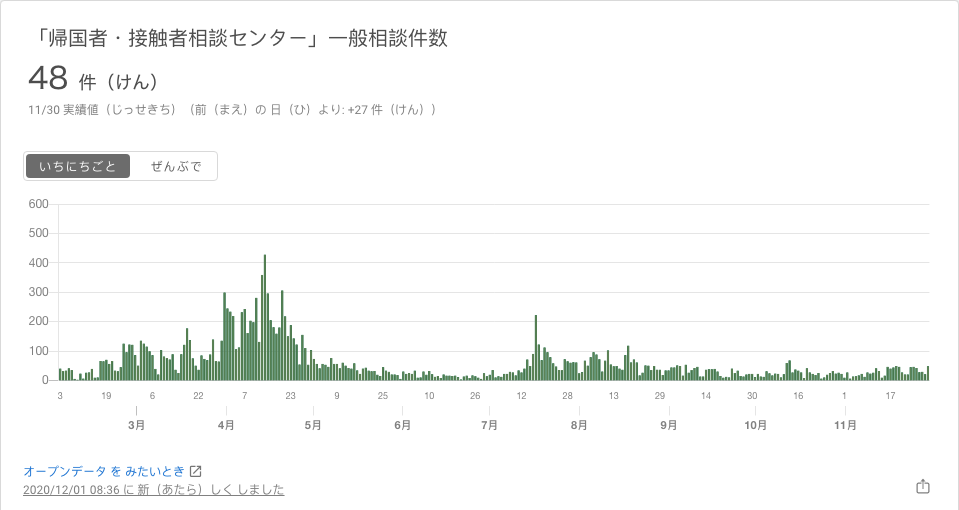 「帰国者・接触者相談センター」一般相談件数
48 件（けん）
11/30 実績値（じっせきち）（前（まえ）の 日（ひ）より: +27 件（けん））
いちにちごと ぜんぶで
600
500
400
300
200
100
0
3 19 6 22 7 23 9 25 10 26 12 28 13 29 14 30 16 1 17
3月 4月 5月 6月 7月 8月 9月 10月 11月
オープンデータ を みたいとき
2020/12/01 08:36 に 新（あたら）しく しました